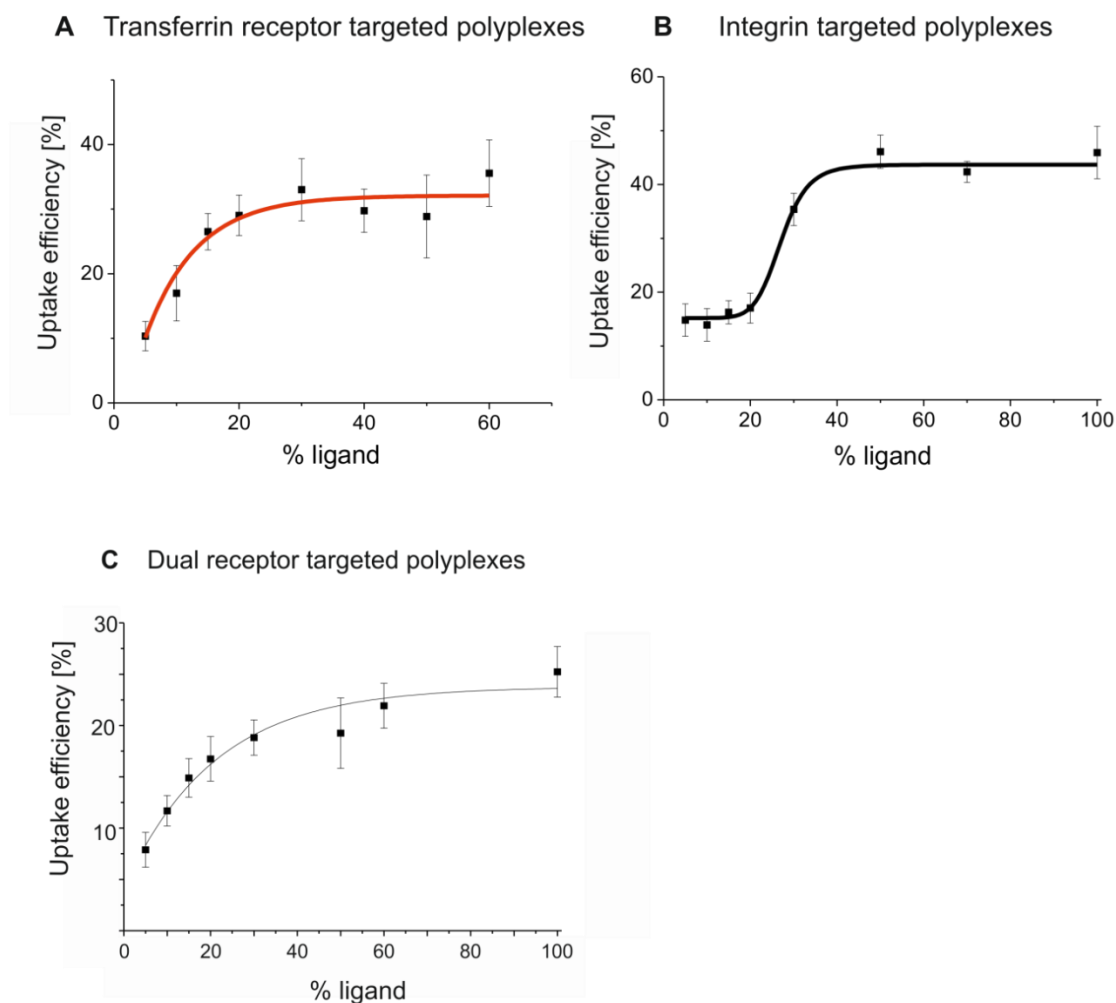 A Transferrin receptor targeted polyplexes
Uptake efficiency [%]
40
20
0
0 20 40 60
% ligand
B Integrin targeted polyplexes
Uptake efficiency [%]
60
40
20
0
0 20 40 60 80 100
% ligand
C Dual receptor targeted polyplexes
Uptake efficiency [%]
30
20
10
0 20 40 60 80 100
% ligand